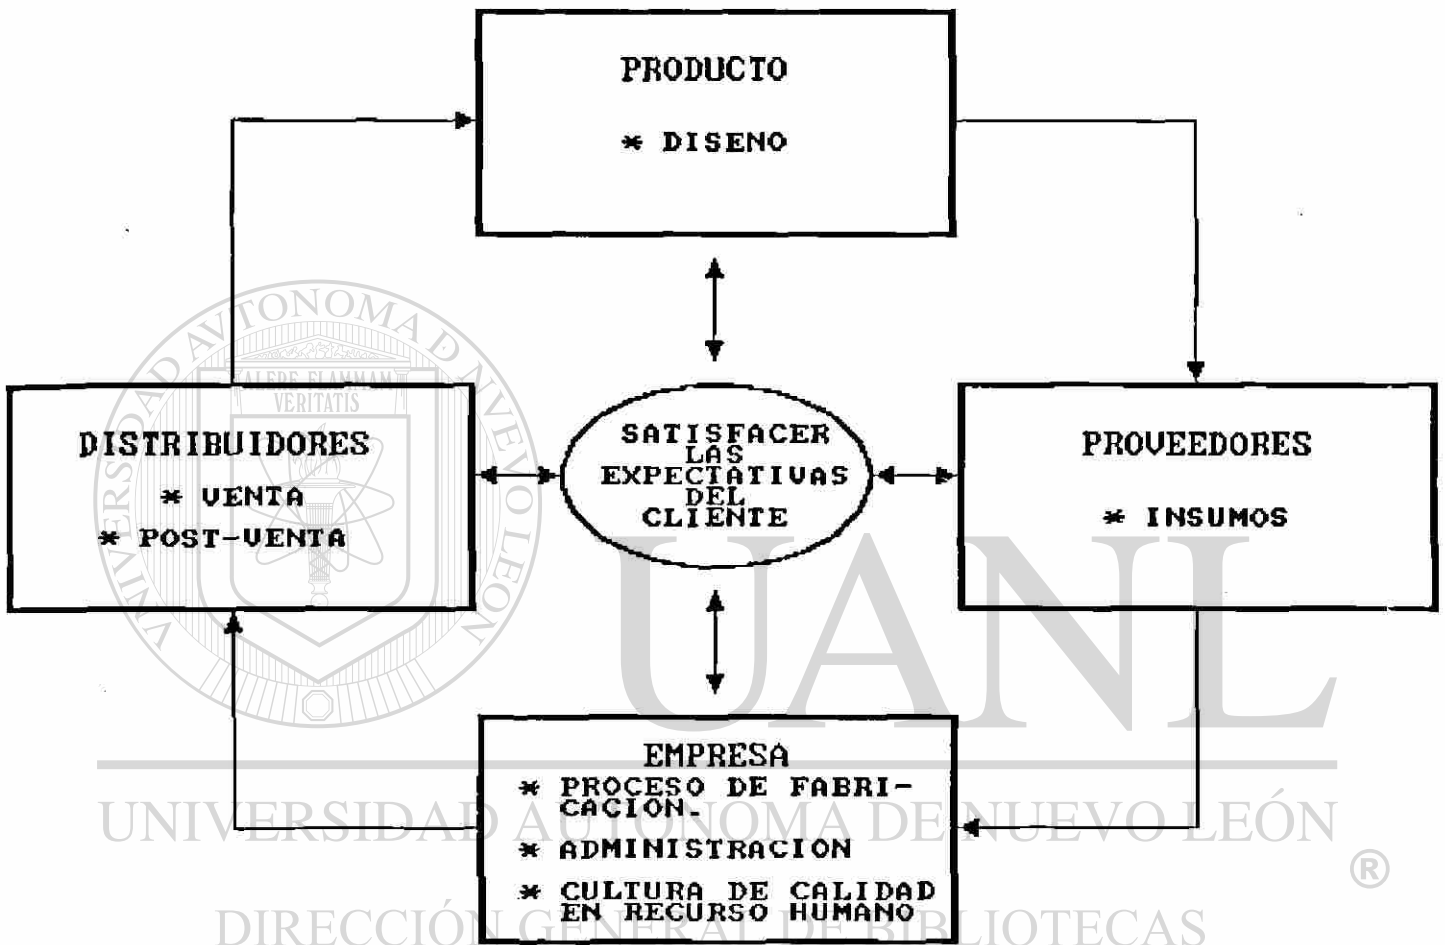 PRODUCTO
* DISENO
DISTRIBUIDORES
* VENTA
* POST-VENTA
SATISFACER
LAS
EXPECTATIVAS
DEL
CLIENTE
PROVEEDORES
* INSUMOS
EMPRESA
* PROCESO DE FABRI-
CACION.
* ADMINISTRACION
* CULTURA DE CALIDAD
EN RECURSO HUMANO
UNIVERSIDAD AUTONOMA DE NUEVO LEON
ALERE FLAMMAM
VERITATIS
UANL
UNIVERSIDAD AUTÓNOMA DE NUEVO LEÓN
®
DIRECCIÓN GENERAL DE BIBLIOTECAS